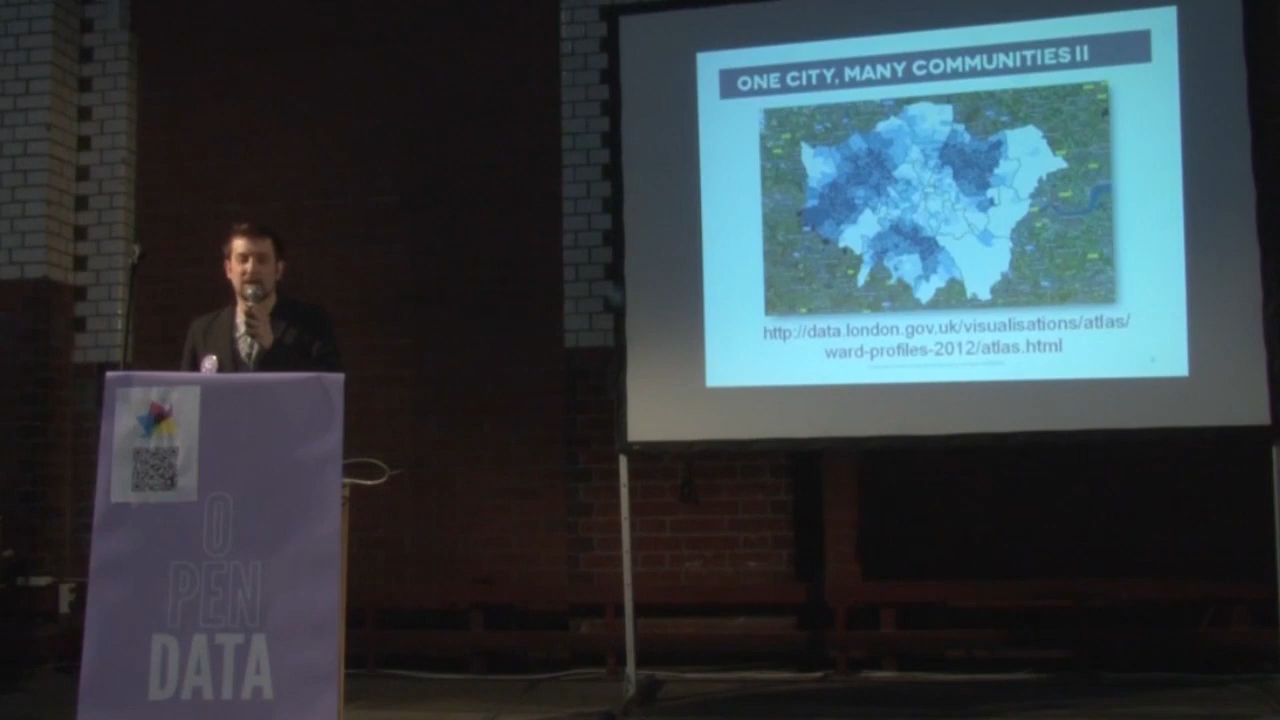 ONE CITY, MANY COMMUNITIES II
http://data.london.gov.uk/visualisations/atlas/
ward-profiles-2012/atlas.html
O
PEN
DATA